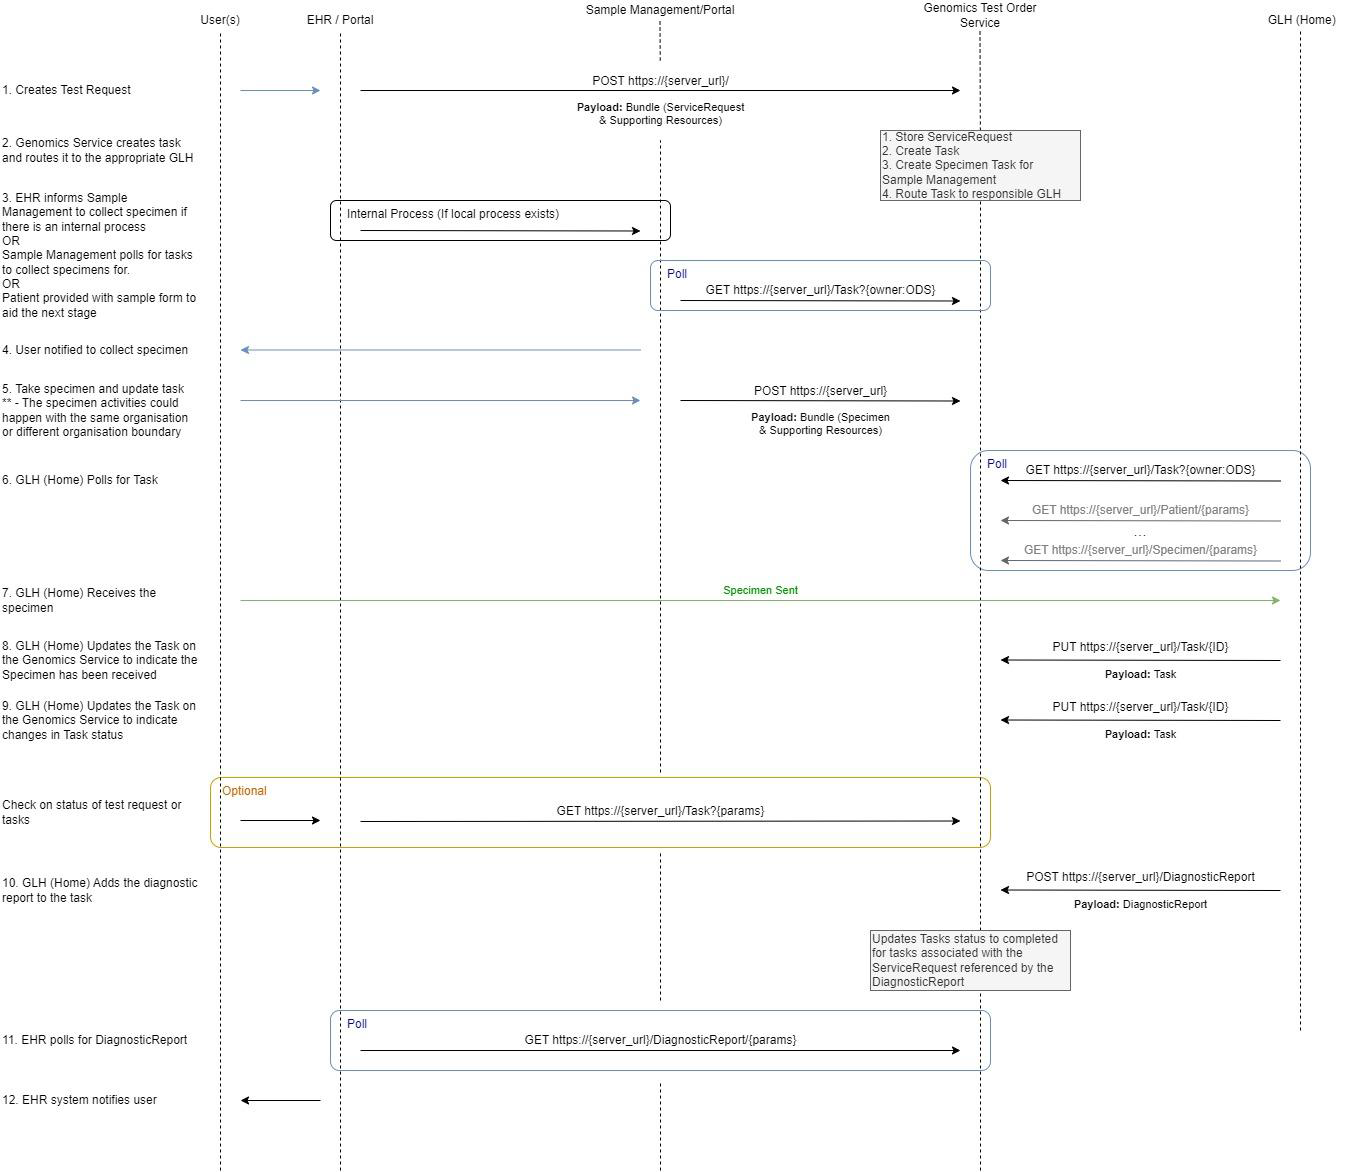 User(s)
EHR / Portal
Sample Management/Portal
Genomics Test Order
Service
GLH (Home)
1. Creates Test Request
POST https://{server_url}/
Payload: Bundle (ServiceRequest
& Supporting Resources)
2. Genomics Service creates task
and routes it to the appropriate GLH
1. Store ServiceRequest
2. Create Task
3. Create Specimen Task for
Sample Management
4. Route Task to responsible GLH
3. EHR informs Sample
Management to collect specimen if
there is an internal process
OR
Sample Management polls for tasks
to collect specimens for.
OR
Patient provided with sample form to
aid the next stage
Internal Process (If local process exists)
Poll
GET https://{server_url}/Task?{owner:ODS}
4. User notified to collect specimen
5. Take specimen and update task
** - The specimen activities could
happen with the same organisation
or different organisation boundary
POST https://{server_url}
Payload: Bundle (Specimen
& Supporting Resources)
6. GLH (Home) Polls for Task
Poll
GET https://{server_url}/Task?{owner:ODS}
GET https://{server_url}/Patient/{params}
...
GET https://{server_url}/Specimen/{params}
7. GLH (Home) Receives the
specimen
Specimen Sent
8. GLH (Home) Updates the Task on
the Genomics Service to indicate the
Specimen has been received
PUT https://{server_url}/Task/{ID}
Payload: Task
9. GLH (Home) Updates the Task on
the Genomics Service to indicate
changes in Task status
PUT https://{server_url}/Task/{ID}
Payload: Task
Check on status of test request or
tasks
Optional
GET https://{server_url}/Task?{params}
10. GLH (Home) Adds the diagnostic
report to the task
POST https://{server_url}/DiagnosticReport
Payload: DiagnosticReport
Updates Tasks status to completed
for tasks associated with the
ServiceRequest referenced by the
DiagnosticReport
11. EHR polls for DiagnosticReport
Poll
GET https://{server_url}/DiagnosticReport/{params}
12. EHR system notifies user